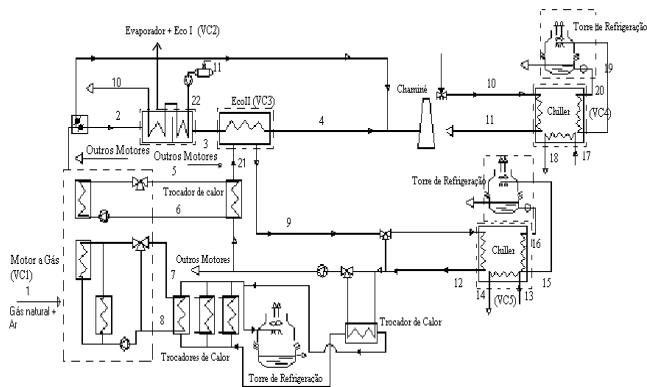 Torre de Refrigeração
Evaporador + Eco I (VC2)
11
10
22
EcoII (VC3)
Chaminé
10
19
20
2
3
4
11
Chiller
(VC4)
Outros Motores
Outros Motores
5
21
18
17
Trocador de calor
6
Torre de Refrigeração
9
16
Chiller
Motor a Gás
(VC1)
1
Gás natural +
Ar
7
Outros Motores
12
14
(VC5)
13
15
8
Trocador de Calor
Trocadores de Calor
Torre de Refrigeração